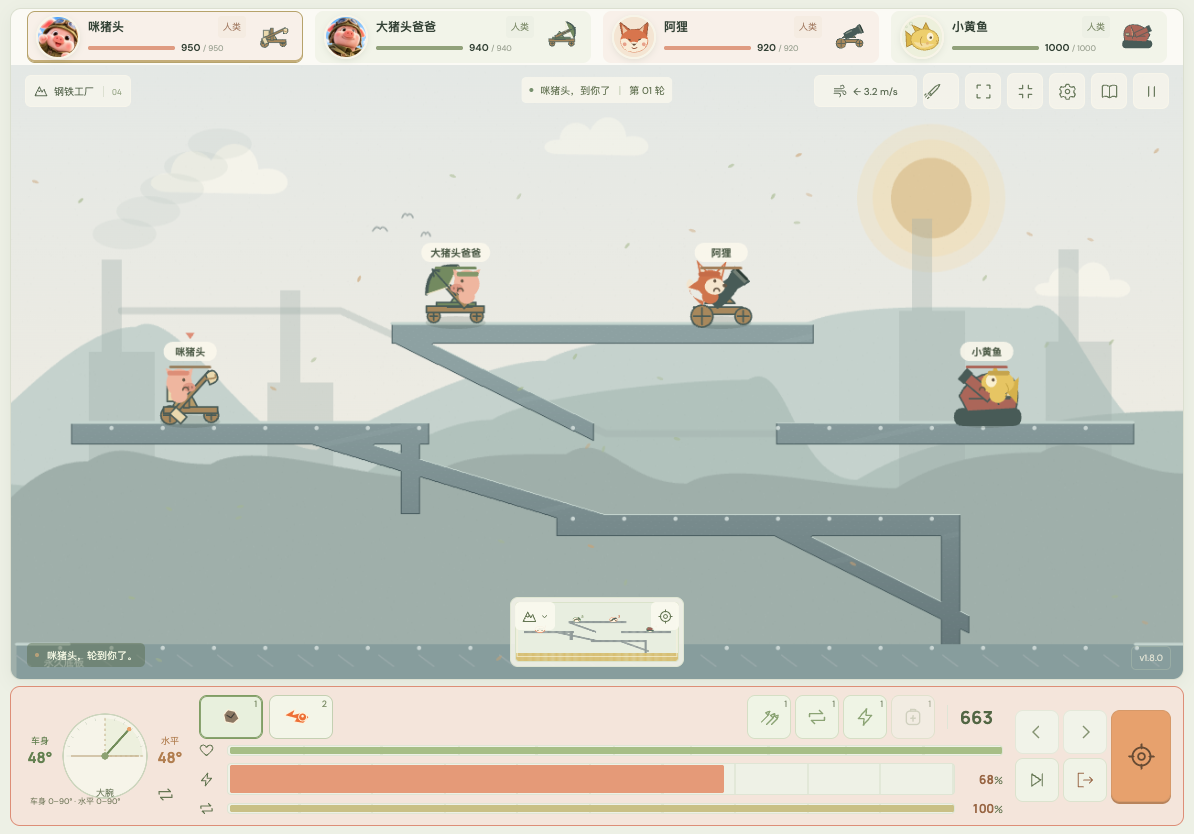 咪猪头 人类
950 / 950
大猪头爸爸 人类
940 / 940
阿狸 人类
920 / 920
小黄鱼 人类
1000 / 1000
钢铁工厂 04
咪猪头，到你了 第 01 轮
← 3.2 m/s
大猪头爸爸
阿狸
咪猪头
小黄鱼
咪猪头，轮到你了。
v1.8.0
车身
48°
水平
48°
大腕
车身 0–90° · 水平 0–90°
1
2
1
1
1
1
663
68%
100%